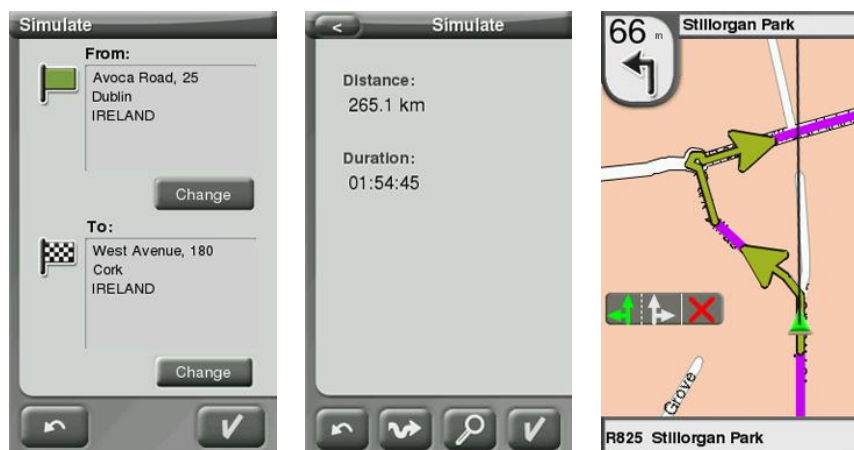 Simulate
From:
Avoca Road, 25
Dublin
IRELAND
Change
To:
West Avenue, 180
Cork
IRELAND
Change
<
Simulate
Distance:
265.1 km
Duration:
01:54:45
66 m
Stillorgan Park
Grove
R825 Stillorgan Park